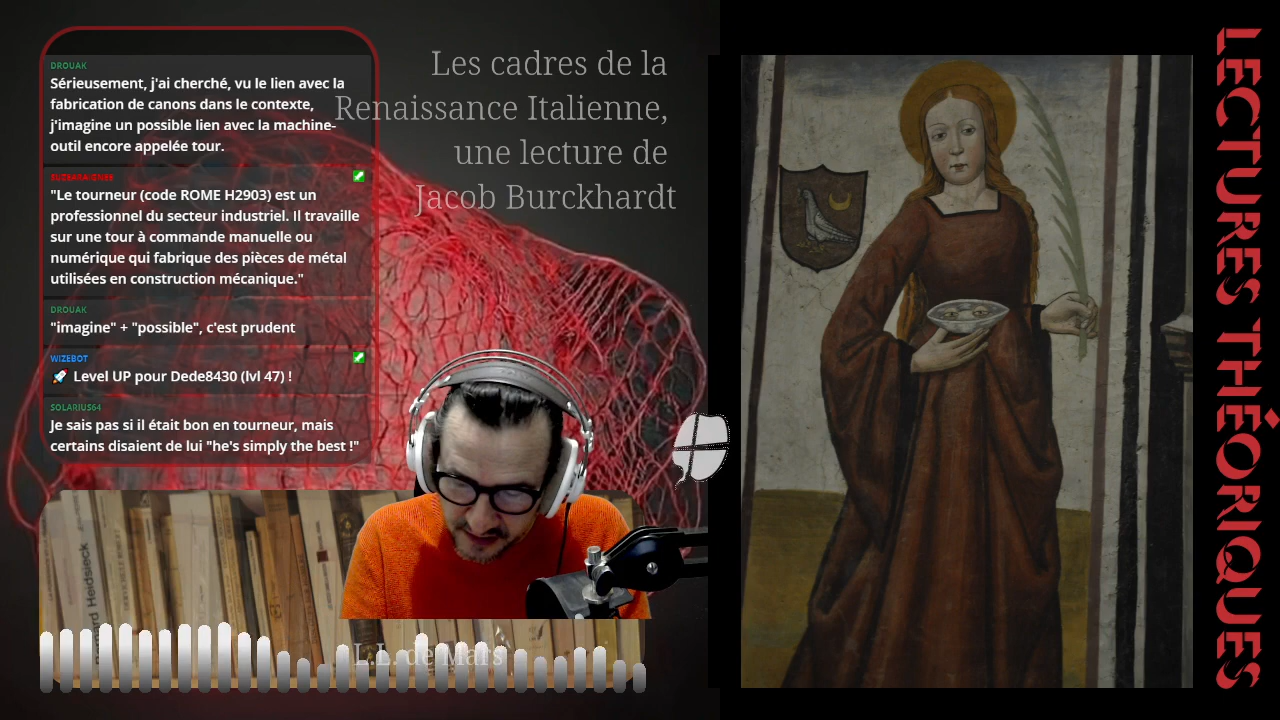 DROUAK
Sérieusement, j'ai cherché, vu le lien avec la
fabrication de canons dans le contexte,
j'imagine un possible lien avec la machine-
outil encore appelée tour.
SUZEARAIGNEE
"Le tourneur (code ROME H2903) est un
professionnel du secteur industriel. Il travaille
sur une tour à commande manuelle ou
numérique qui fabrique des pièces de métal
utilisées en construction mécanique."
DROUAK
"imagine" + "possible", c'est prudent
WIZEBOT
🚀 Level UP pour Dede8430 (lvl 47) !
SOLARIUS64
Je sais pas si il était bon en tourneur, mais
certains disaient de lui "he's simply the best !"
Les cadres de la
Renaissance Italienne,
une lecture de
Jacob Burckhardt
Heidsieck
L.L. de Mars
LECTURES THÉORIQUES